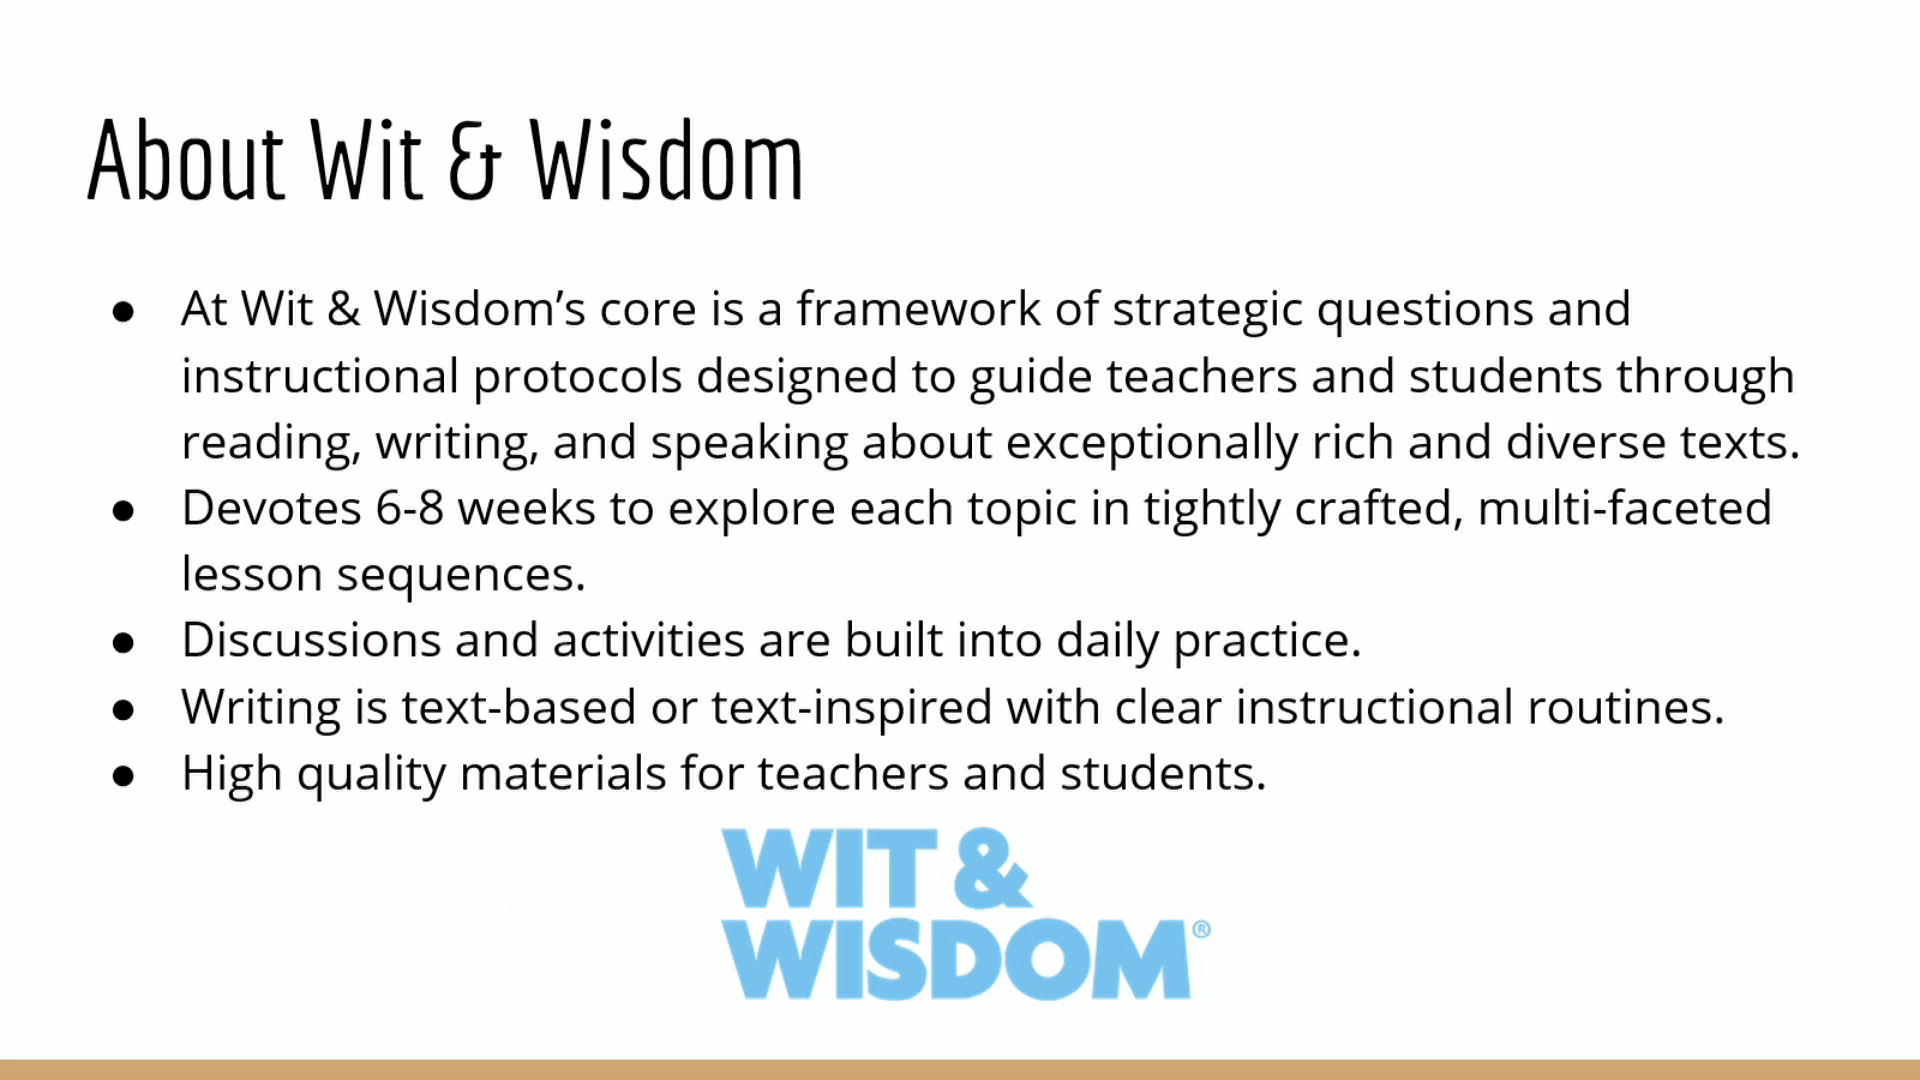 About Wit & Wisdom
● At Wit & Wisdom’s core is a framework of strategic questions and
instructional protocols designed to guide teachers and students through
reading, writing, and speaking about exceptionally rich and diverse texts.
● Devotes 6-8 weeks to explore each topic in tightly crafted, multi-faceted
lesson sequences.
● Discussions and activities are built into daily practice.
● Writing is text-based or text-inspired with clear instructional routines.
● High quality materials for teachers and students.
WIT &
WISDOM®